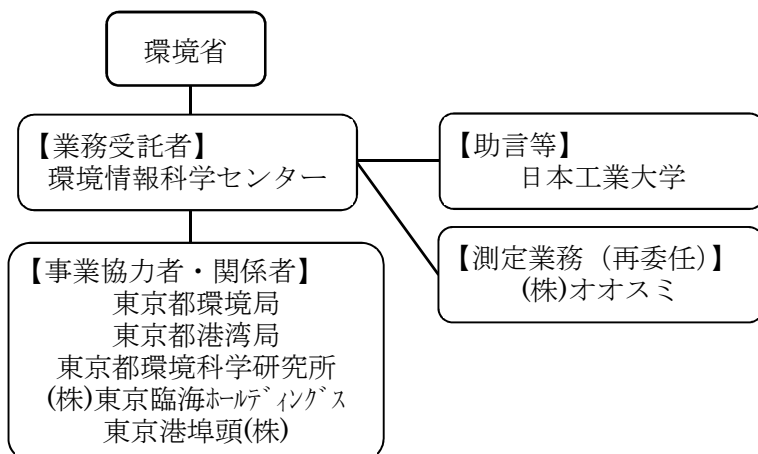 環境省
【業務受託者】
環境情報科学センター
【助言等】
日本工業大学
【測定業務（再委任）】
(株)オオスミ
【事業協力者・関係者】
東京都環境局
東京都港湾局
東京都環境科学研究所
(株)東京臨海ﾎｰﾙﾃﾞｨﾝｸﾞｽ
東京港埠頭(株)